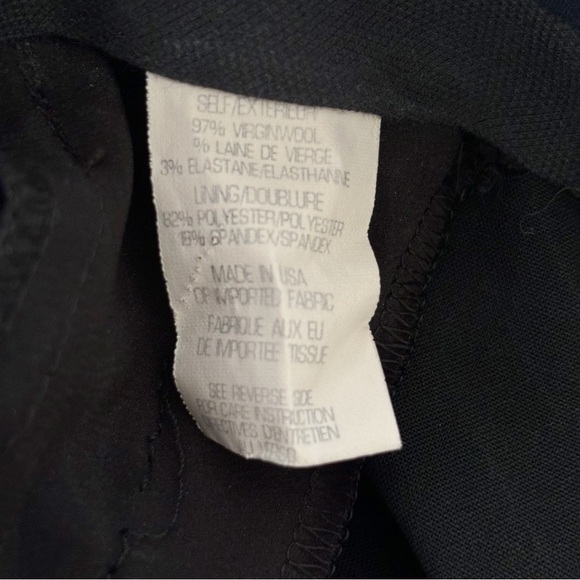 SELF/EXTERIEUR
97% VIRGIN WOOL
% LAINE DE VIERGE
3% ELASTANE/ELASTHANNE
LINING/DOUBLURE
82% POLYESTER/POLYESTER
18% SPANDEX/SPANDEX
MADE IN USA
OF IMPORTED FABRIC
FABRIQUE AUX EU
DE IMPORTEE TISSUE
SEE REVERSE SIDE
FOR CARE INSTRUCTION
D'ENTRETIEN